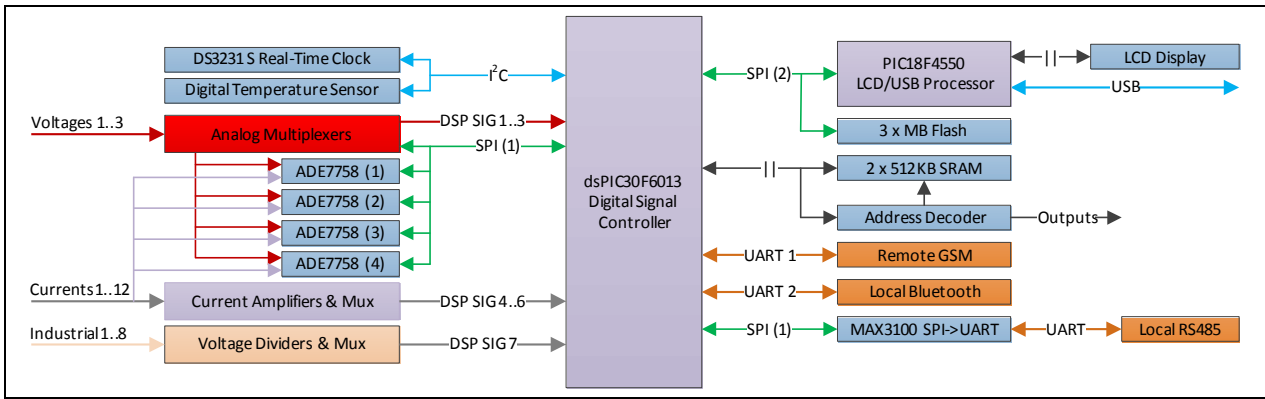 DS3231S Real-Time Clock
Digital Temperature Sensor
I²C
Voltages 1..3
Analog Multiplexers
DSP SIG 1..3
SPI (1)
ADE7758 (1)
ADE7758 (2)
ADE7758 (3)
ADE7758 (4)
Currents 1..12
Current Amplifiers & Mux
DSP SIG 4..6
Industrial 1..8
Voltage Dividers & Mux
DSP SIG 7
dsPIC30F6013
Digital Signal
Controller
SPI (2)
PIC18F4550
LCD/USB Processor
||
LCD Display
USB
3 x MB Flash
||
2 x 512KB SRAM
Address Decoder
Outputs
UART 1
Remote GSM
UART 2
Local Bluetooth
SPI (1)
MAX3100 SPI->UART
UART
Local RS485